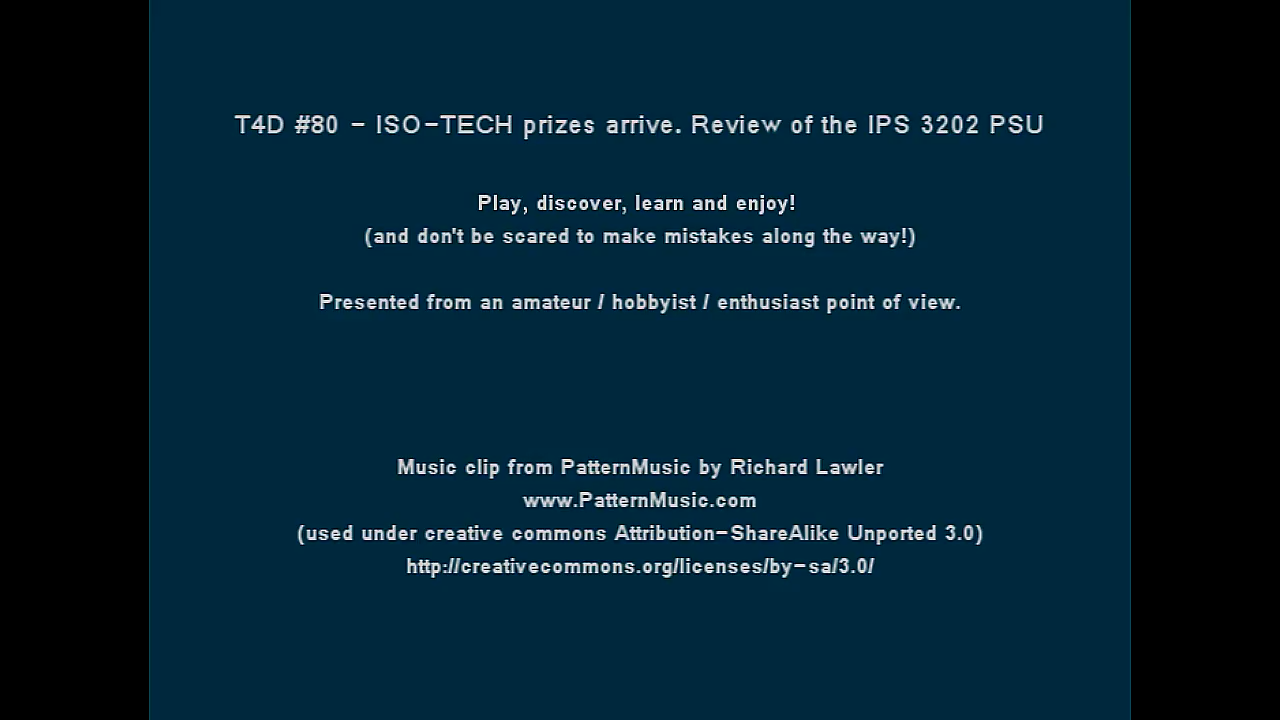 T4D #80 - ISO-TECH prizes arrive. Review of the IPS 3202 PSU
Play, discover, learn and enjoy!
(and don't be scared to make mistakes along the way!)
Presented from an amateur / hobbyist / enthusiast point of view.
Music clip from PatternMusic by Richard Lawler
www.PatternMusic.com
(used under creative commons Attribution-ShareAlike Unported 3.0)
http://creativecommons.org/licenses/by-sa/3.0/